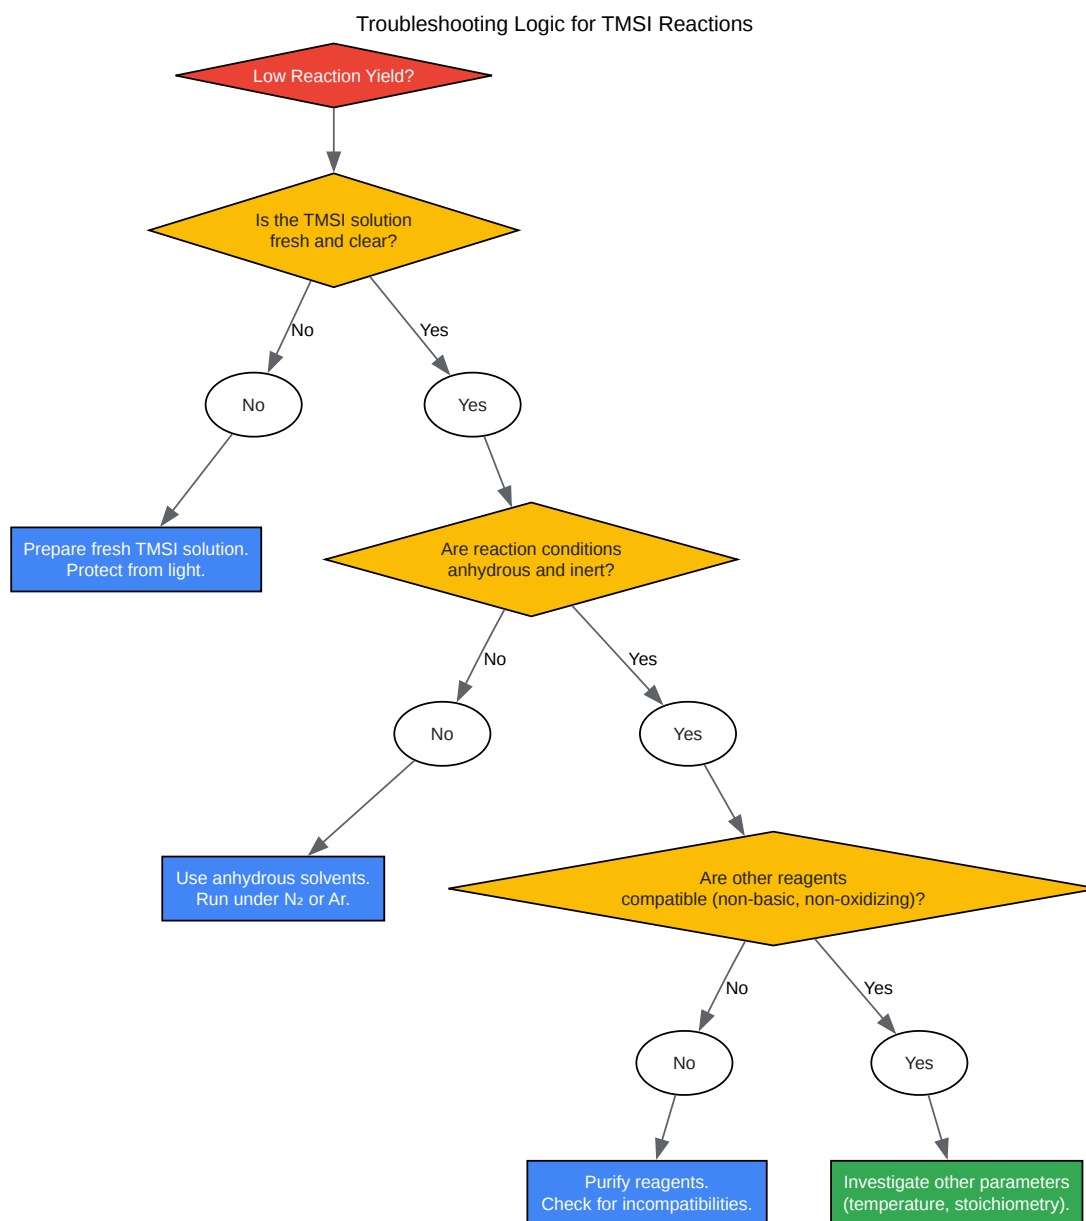 Troubleshooting Logic for TMSI Reactions
Low Reaction Yield?
Is the TMSI solution
fresh and clear?
No
Yes
No
Yes
Prepare fresh TMSI solution.
Protect from light.
Are reaction conditions
anhydrous and inert?
No
Yes
No
Yes
Use anhydrous solvents.
Run under N₂ or Ar.
Are other reagents
compatible (non-basic, non-oxidizing)?
No
Yes
No
Yes
Purify reagents.
Check for incompatibilities.
Investigate other parameters
(temperature, stoichiometry).